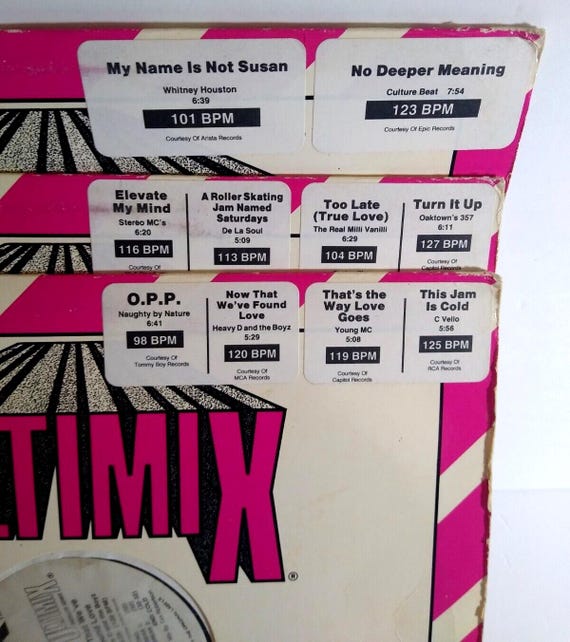 My Name Is Not Susan
Whitney Houston
6:39
101 BPM
Courtesy Of Arista Records
No Deeper Meaning
Culture Beat 7:54
123 BPM
Courtesy Of Epic Records
Elevate
My Mind
Stereo MC's
6:20
116 BPM
Courtesy Of
A Roller Skating
Jam Named
Saturdays
De La Soul
5:09
113 BPM
Too Late
(True Love)
The Real Milli Vanilli
6:29
104 BPM
Courtesy Of
Turn It Up
Oaktown's 357
6:11
127 BPM
Courtesy Of
Capitol Records
O.P.P.
Naughty by Nature
6:41
98 BPM
Courtesy Of
Tommy Boy Records
Now That
We've Found
Love
Heavy D and the Boyz
5:29
120 BPM
Courtesy Of
MCA Records
That's the
Way Love
Goes
Young MC
5:08
119 BPM
Courtesy Of
Capitol Records
This Jam
Is Cold
C Vello
5:56
125 BPM
Courtesy Of
RCA Records
LTIMIX®